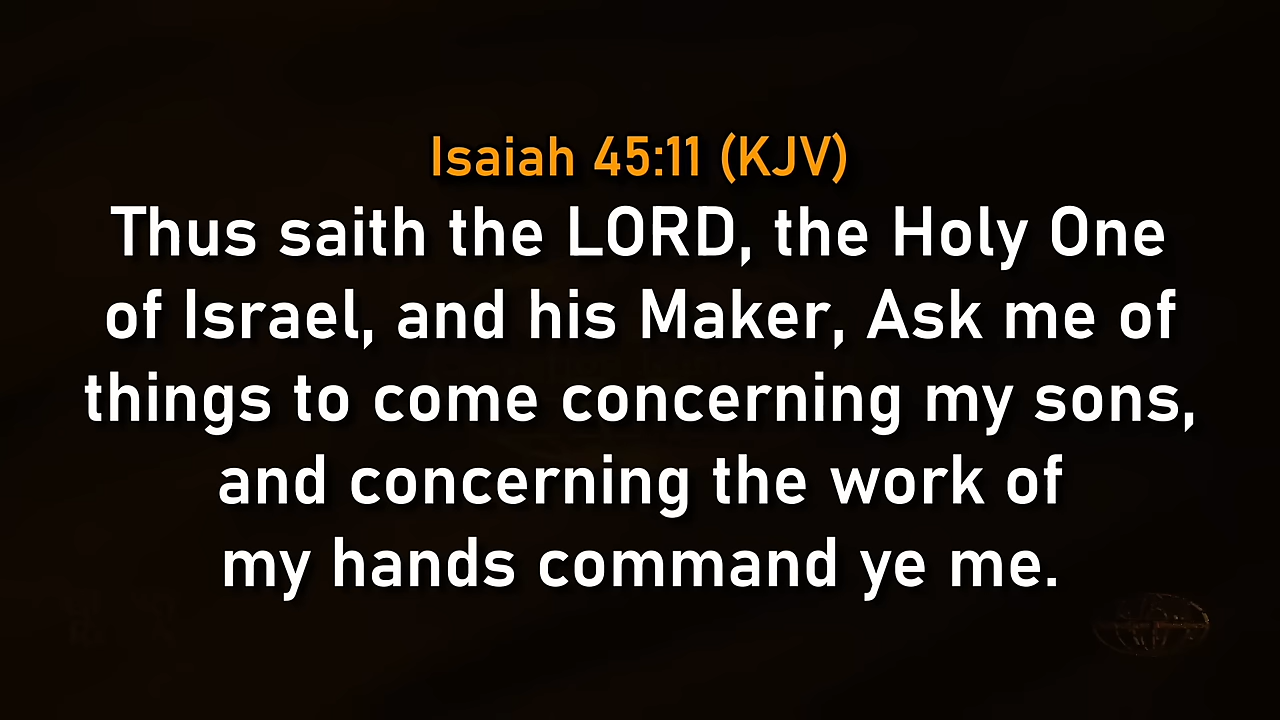 Isaiah 45:11 (KJV)
Thus saith the LORD, the Holy One
of Israel, and his Maker, Ask me of
things to come concerning my sons,
and concerning the work of
my hands command ye me.